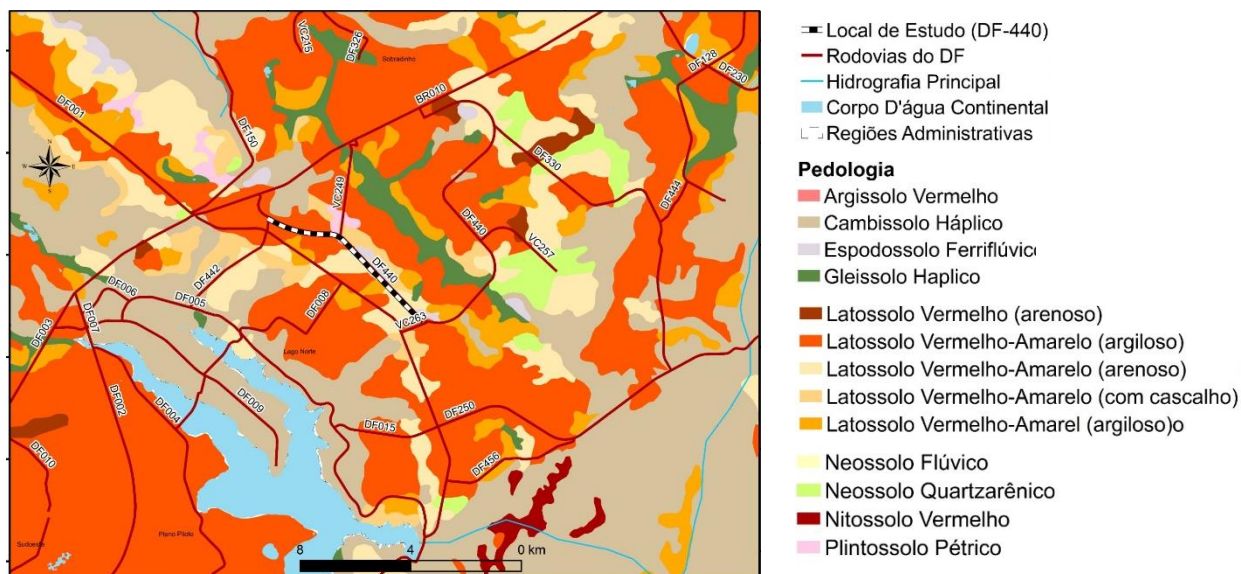 VC215
DF326
Sobradinho
DF128
DF230
DF001
BR010
DF150
N
W E
S
DF330
VC249
DF444
DF440
VC257
DF440
DF442
DF006
DF005
DF008
VC263
DF003
DF007
Lago Norte
DF002
DF009
DF004
DF250
DF015
DF010
DF456
Sudoeste
Plano Piloto
8 4 0 km
Local de Estudo (DF-440)
Rodovias do DF
Hidrografia Principal
Corpo D'água Continental
Regiões Administrativas
Pedologia
Argissolo Vermelho
Cambissolo Háplico
Espodossolo Ferriflúvico
Gleissolo Haplico
Latossolo Vermelho (arenoso)
Latossolo Vermelho-Amarelo (argiloso)
Latossolo Vermelho-Amarelo (arenoso)
Latossolo Vermelho-Amarelo (com cascalho)
Latossolo Vermelho-Amarel (argiloso)o
Neossolo Flúvico
Neossolo Quartzarênico
Nitossolo Vermelho
Plintossolo Pétrico